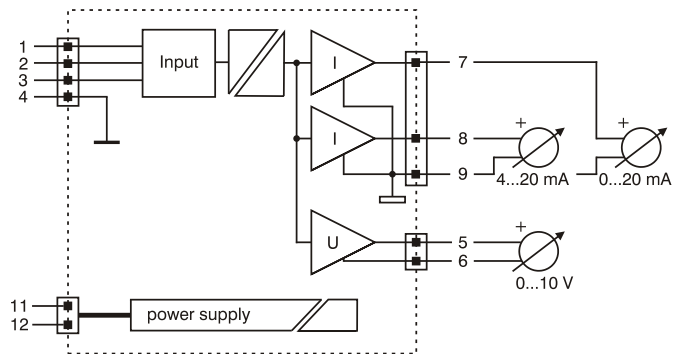 1
2
3
4
Input
I
I
U
7
8
9
5
6
+
4...20 mA
+
0...20 mA
+
0...10 V
11
12
power supply